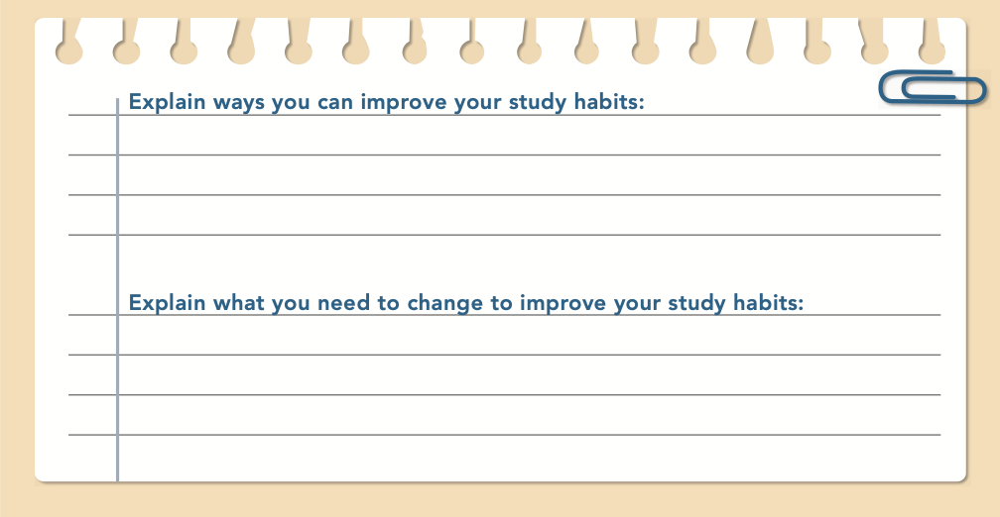 Explain ways you can improve your study habits:
Explain what you need to change to improve your study habits: